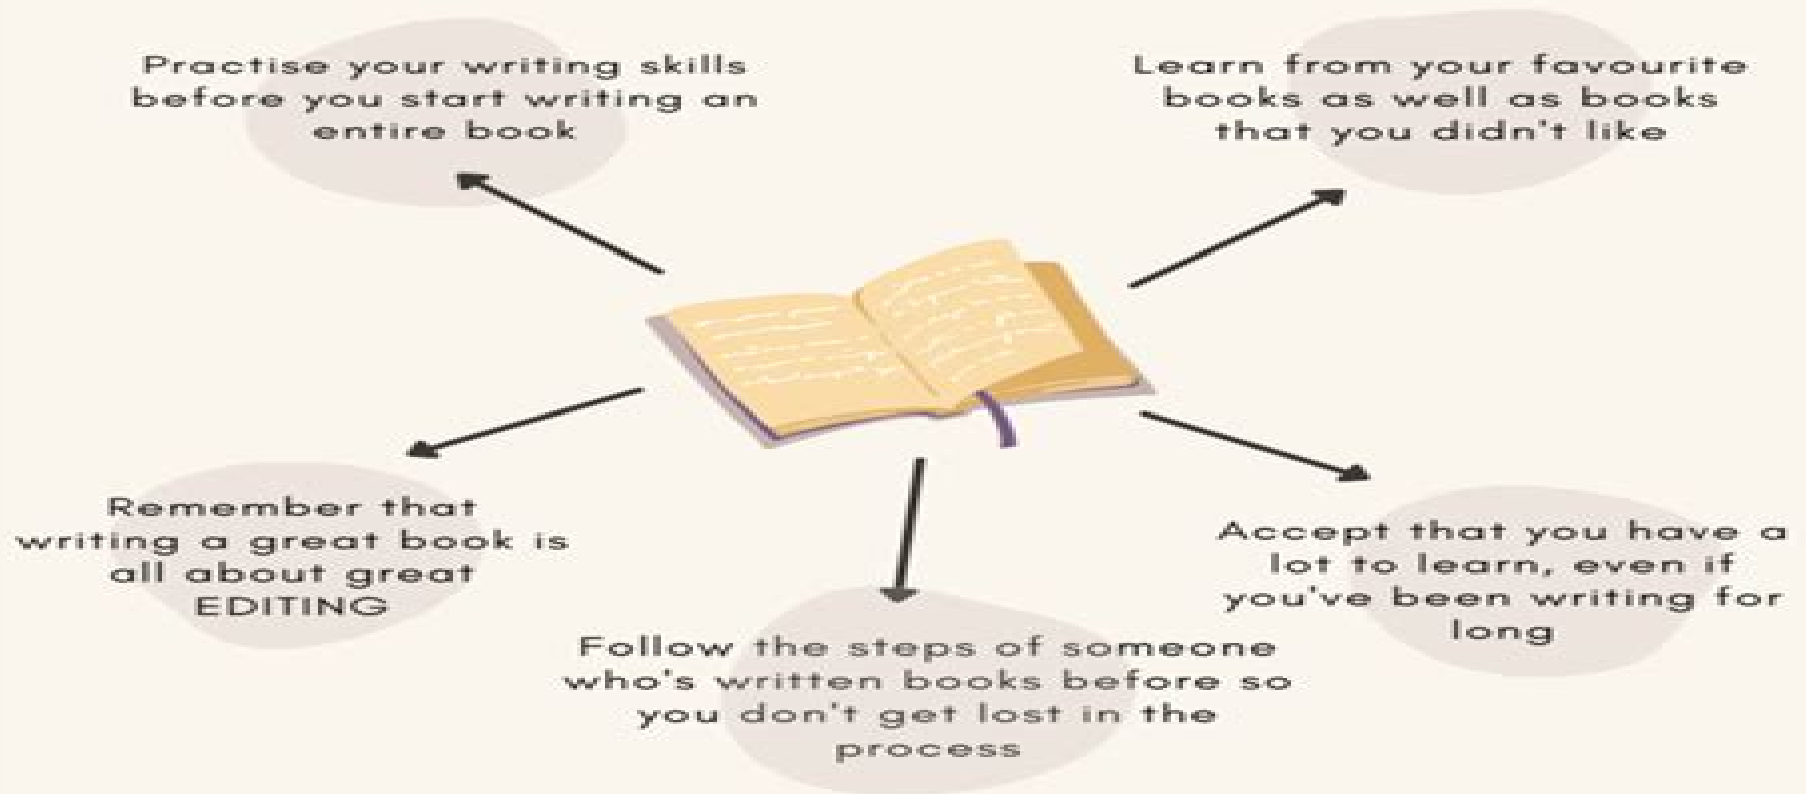 Practise your writing skills
before you start writing an
entire book
Learn from your favourite
books as well as books
that you didn't like
Remember that
writing a great book is
all about great
EDITING
Follow the steps of someone
who's written books before so
you don't get lost in the
process
Accept that you have a
lot to learn, even if
you've been writing for
long